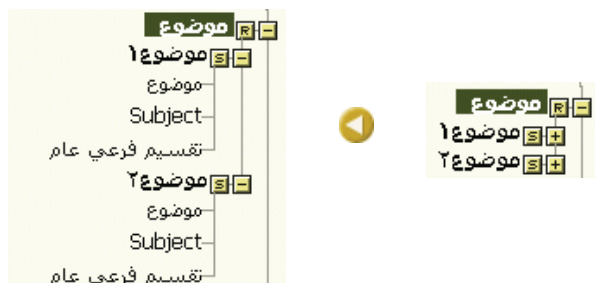 موضوع R
موضوع١ S
موضوع٢ S
موضوع R
موضوع١ S
موضوع
Subject
تقسيم فرعي عام
موضوع٢ S
موضوع
Subject
تقسيم فرعي عام